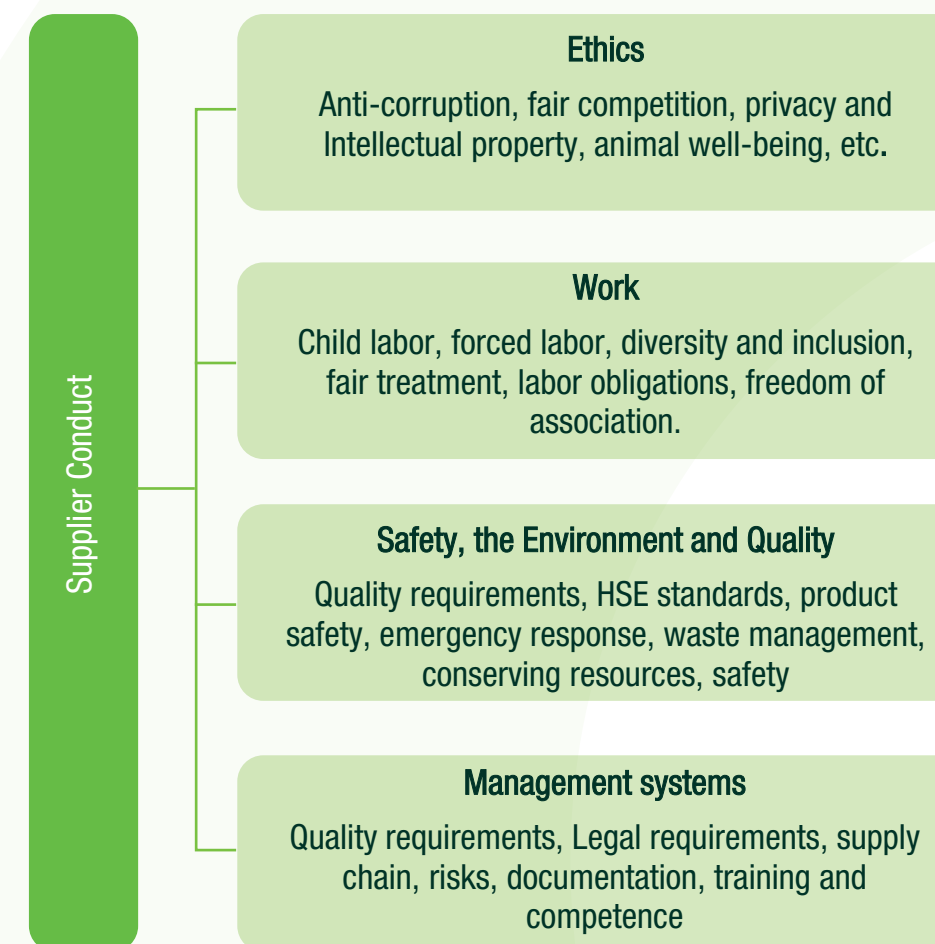 Supplier Conduct
Ethics
Anti-corruption, fair competition, privacy and
Intellectual property, animal well-being, etc.
Work
Child labor, forced labor, diversity and inclusion,
fair treatment, labor obligations, freedom of
association.
Safety, the Environment and Quality
Quality requirements, HSE standards, product
safety, emergency response, waste management,
conserving resources, safety
Management systems
Quality requirements, Legal requirements, supply
chain, risks, documentation, training and
competence